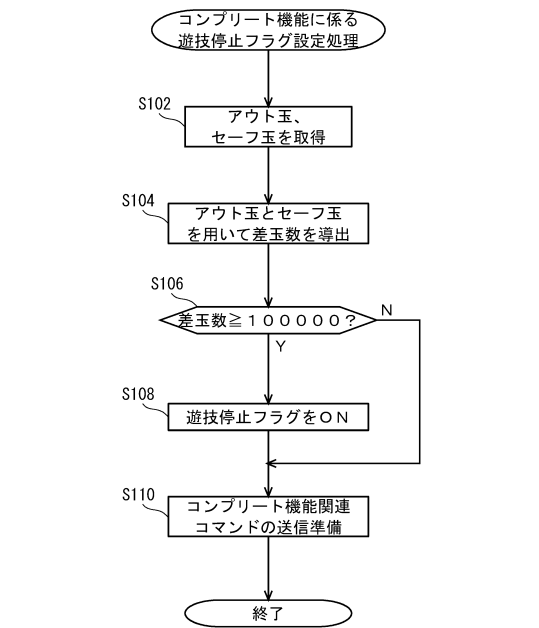 コンプリート機能に係る
遊技停止フラグ設定処理
S102
アウト玉、
セーフ玉を取得
S104
アウト玉とセーフ玉
を用いて差玉数を導出
S106
差玉数≧１０００００？
N
Y
S108
遊技停止フラグをＯＮ
S110
コンプリート機能関連
コマンドの送信準備
終了